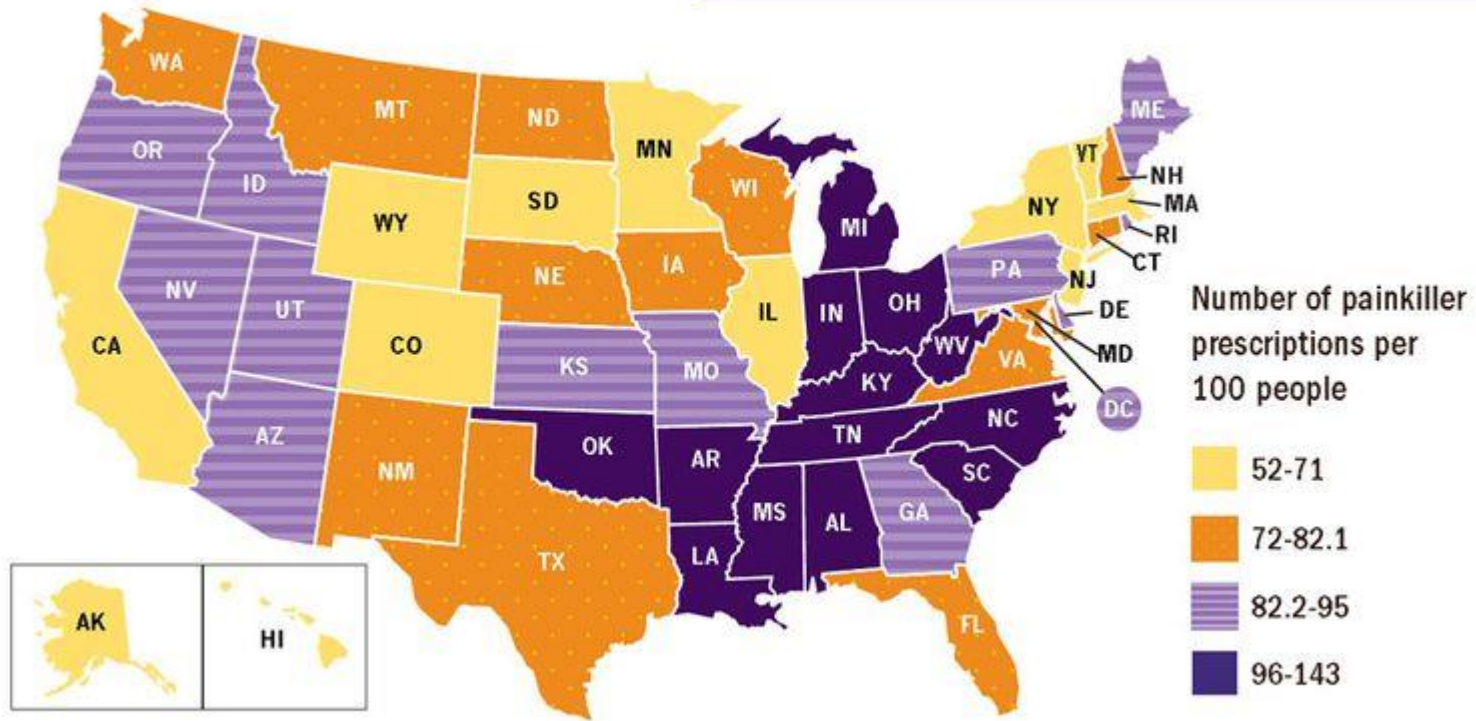 WA
MT
ND
MN
OR
ID
WI
SD
WY
MI
NE
IA
NV
UT
IL
IN
OH
PA
NY
VT
ME
NH
MA
RI
CT
NJ
DE
MD
DC
CA
CO
KS
MO
KY
WV
VA
AZ
NM
OK
AR
TN
NC
SC
TX
LA
MS
AL
GA
FL
AK
HI
Number of painkiller
prescriptions per
100 people
52-71
72-82.1
82.2-95
96-143